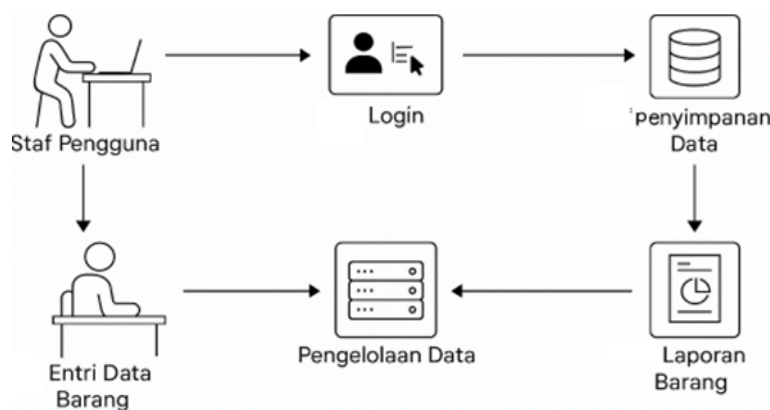 Login
Staf Pengguna
penyimpanan
Data
Entri Data
Barang
Pengelolaan Data
Laporan
Barang